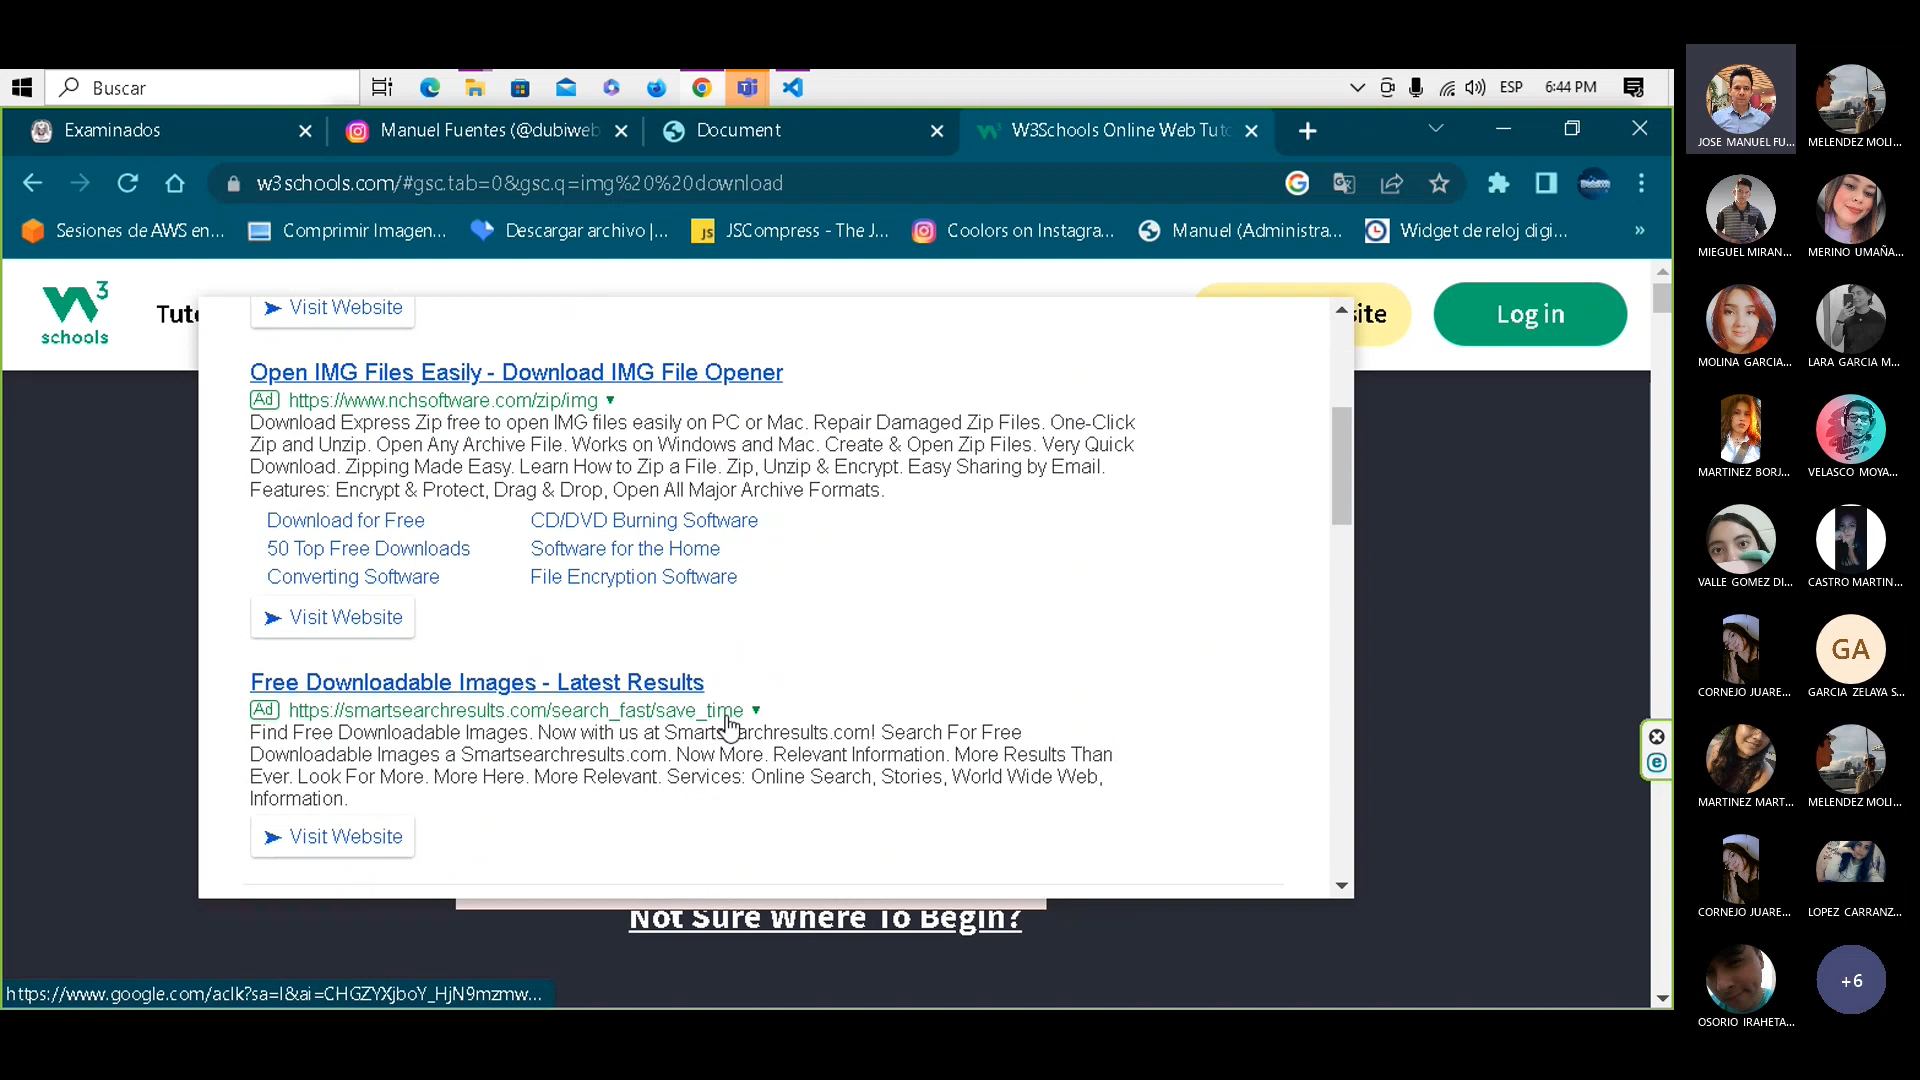 Buscar
ESP
6:44 PM
Examinados
Manuel Fuentes (@dubiweb
Document
W3Schools Online Web Tuto
w3schools.com/#gsc.tab=0&gsc.q=img%20%20download
Sesiones de AWS en...
Comprimir Imagen...
Descargar archivo |...
JS
JSCompress - The J...
Coolors on Instagra...
Manuel (Administra...
Widget de reloj digi...
»
3
schools
Tut
site
Log in
Visit Website
Open IMG Files Easily - Download IMG File Opener
Ad https://www.nchsoftware.com/zip/img
Download Express Zip free to open IMG files easily on PC or Mac. Repair Damaged Zip Files. One-Click
Zip and Unzip. Open Any Archive File. Works on Windows and Mac. Create & Open Zip Files. Very Quick
Download. Zipping Made Easy. Learn How to Zip a File. Zip, Unzip & Encrypt. Easy Sharing by Email.
Features: Encrypt & Protect, Drag & Drop, Open All Major Archive Formats.
Download for Free
CD/DVD Burning Software
50 Top Free Downloads
Software for the Home
Converting Software
File Encryption Software
Visit Website
Free Downloadable Images - Latest Results
Ad https://smartsearchresults.com/search_fast/save_time
Find Free Downloadable Images. Now with us at Smartsearchresults.com! Search For Free
Downloadable Images a Smartsearchresults.com. Now More. Relevant Information. More Results Than
Ever. Look For More. More Here. More Relevant. Services: Online Search, Stories, World Wide Web,
Information.
Visit Website
Not Sure Where To Begin?
https://www.google.com/aclk?sa=l&ai=CHGZYXjboY_HjN9mzmw...
JOSE MANUEL FU...
MELENDEZ MOLI...
MIEGUEL MIRAN...
MERINO UMAÑA...
MOLINA GARCIA...
LARA GARCIA M...
MARTINEZ BORJ...
VELASCO MOYA...
VALLE GOMEZ DI...
CASTRO MARTIN...
GA
CORNEJO JUARE...
GARCIA ZELAYA S...
MARTINEZ MART...
MELENDEZ MOLI...
CORNEJO JUARE...
LOPEZ CARRANZ...
+6
OSORIO IRAHETA...